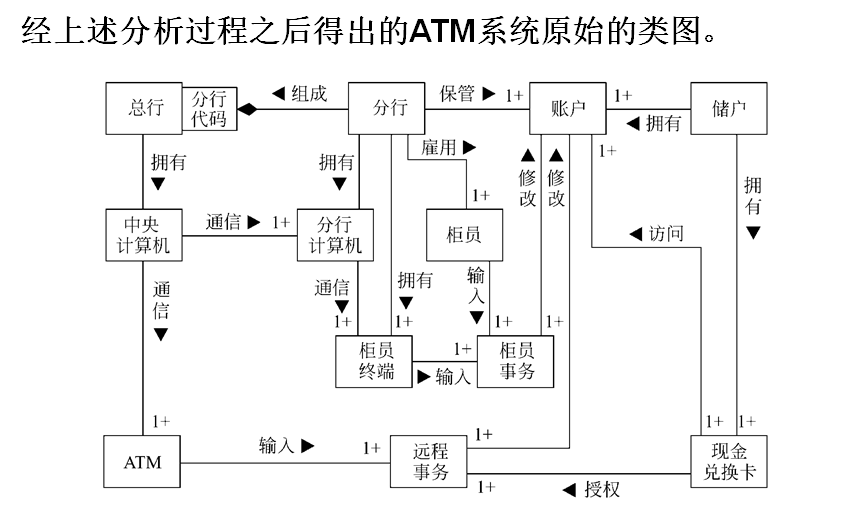 经上述分析过程之后得出的ATM系统原始的类图。
总行
分行
代码
◀ 组成
分行
保管 ▶
1+
账户
1+
◀ 拥有
储户
拥有
▼
拥有
▼
雇用 ▶
1+
▲
修
改
▲
修
改
1+
拥
有
▼
中央
计算机
通信 ▶
1+
分行
计算机
柜员
◀ 访问
通
信
▼
通信
▼
1+
拥有
▼
1+
输
入
▼
1+
1+
柜员
终端
1+
▶ 输入
柜员
事务
1+
ATM
输入 ▶
1+
远程
事务
1+
1+
◀ 授权
1+
1+
现金
兑换卡